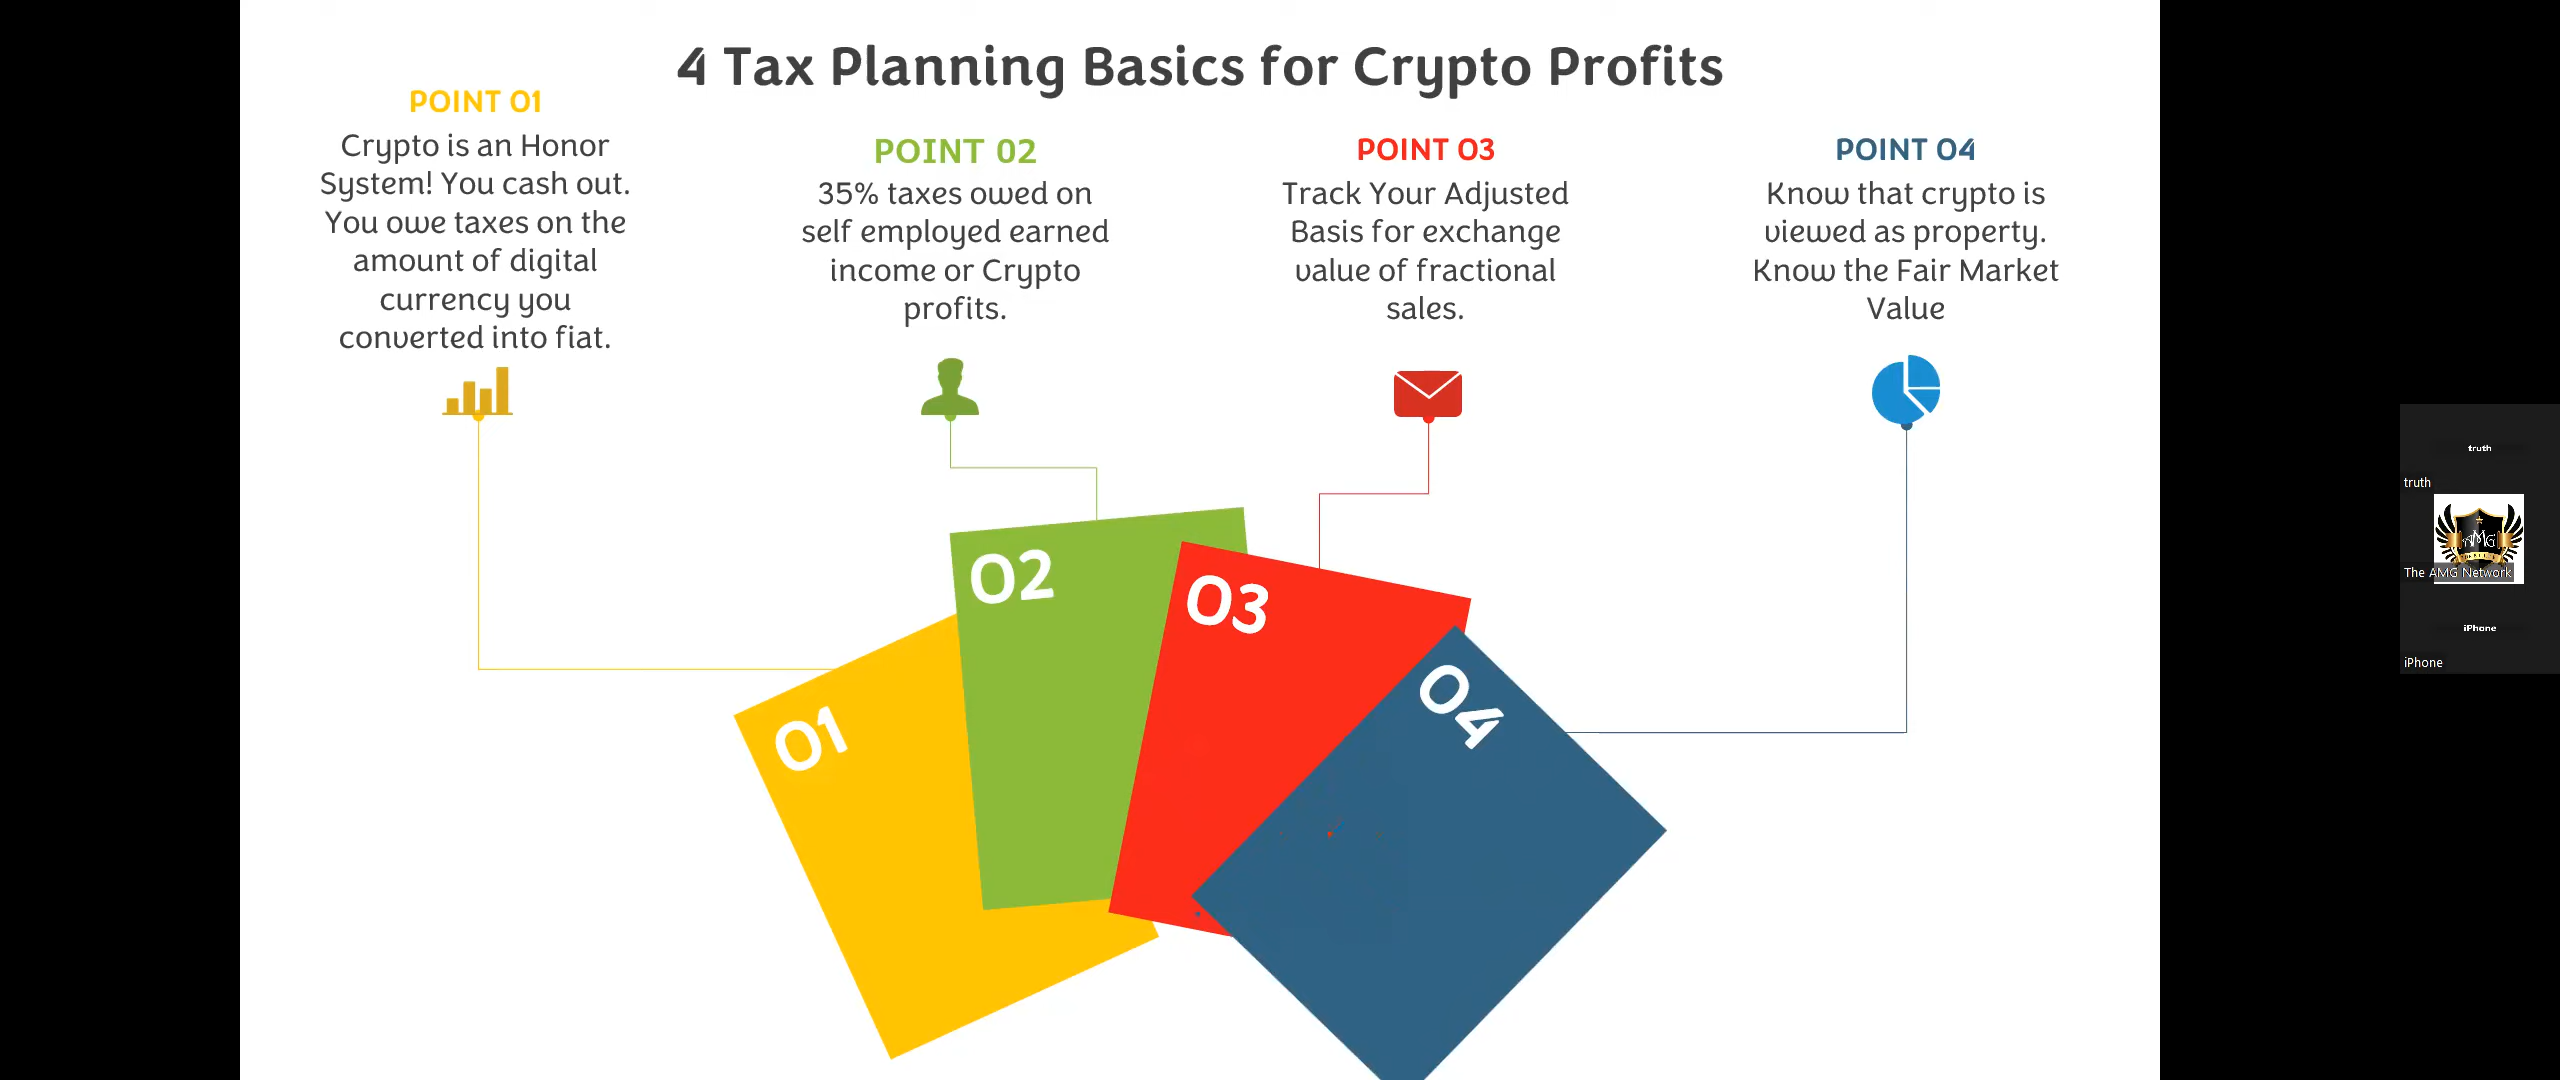 4 Tax Planning Basics for Crypto Profits
POINT 01
Crypto is an Honor
System! You cash out.
You owe taxes on the
amount of digital
currency you
converted into fiat.
POINT 02
35% taxes owed on
self employed earned
income or Crypto
profits.
POINT 03
Track Your Adjusted
Basis for exchange
value of fractional
sales.
POINT 04
Know that crypto is
viewed as property.
Know the Fair Market
Value
01
02
03
04
truth
truth
AMG
The AMG Network
iPhone
iPhone